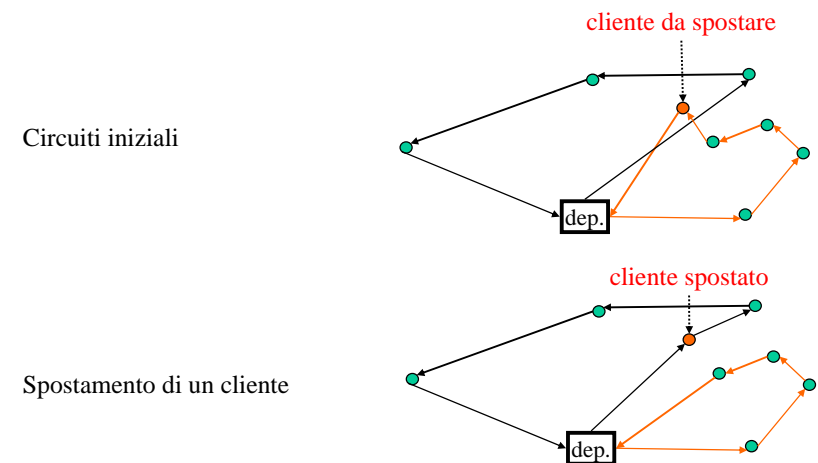 cliente da spostare
Circuiti iniziali
dep.
cliente spostato
Spostamento di un cliente
dep.